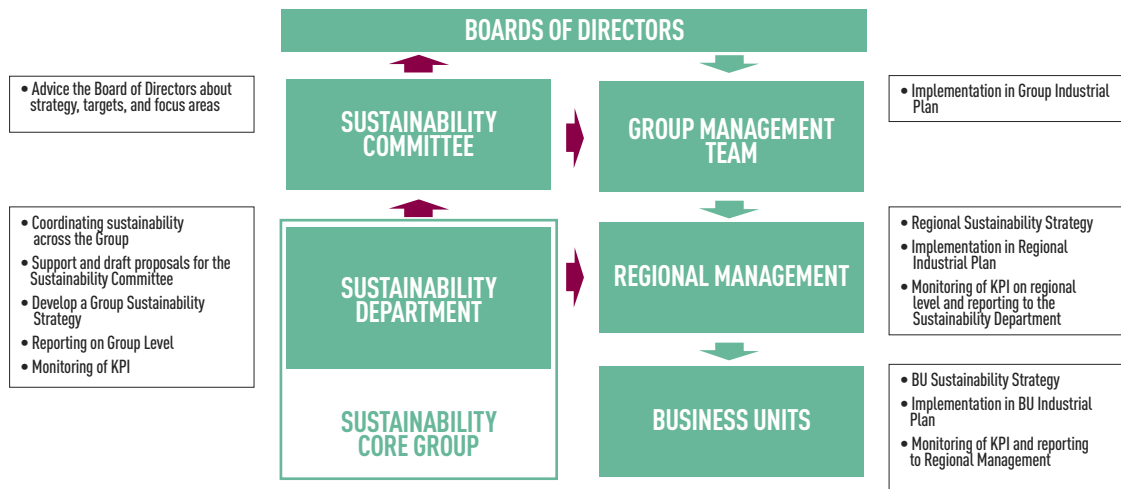 BOARDS OF DIRECTORS
• Advice the Board of Directors about
strategy, targets, and focus areas
SUSTAINABILITY
COMMITTEE
GROUP MANAGEMENT
TEAM
• Implementation in Group Industrial
Plan
• Coordinating sustainability
across the Group
• Support and draft proposals for the
Sustainability Committee
• Develop a Group Sustainability
Strategy
• Reporting on Group Level
• Monitoring of KPI
SUSTAINABILITY
DEPARTMENT
REGIONAL MANAGEMENT
• Regional Sustainability Strategy
• Implementation in Regional
Industrial Plan
• Monitoring of KPI on regional
level and reporting to the
Sustainability Department
SUSTAINABILITY
CORE GROUP
BUSINESS UNITS
• BU Sustainability Strategy
• Implementation in BU Industrial
Plan
• Monitoring of KPI and reporting
to Regional Management